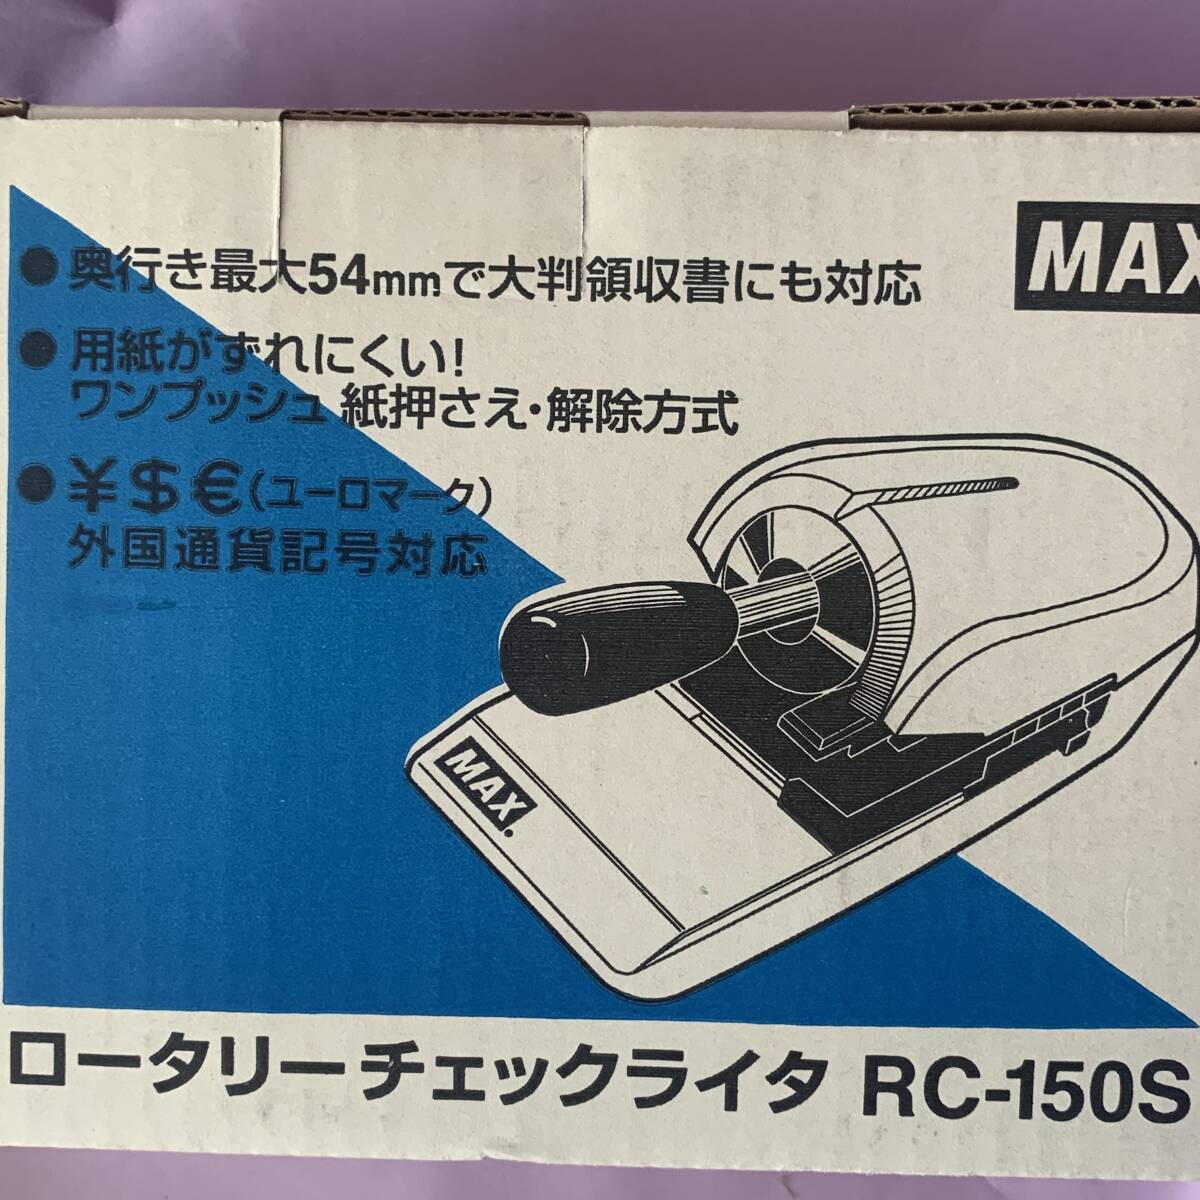 MAX
● 奥行き最大54mmで大判領収書にも対応
● 用紙がずれにくい!
ワンプッシュ 紙押さえ・解除方式
● ¥$€(ユーロマーク)
外国通貨記号対応
MAX.
ロータリーチェックライタ RC-150S